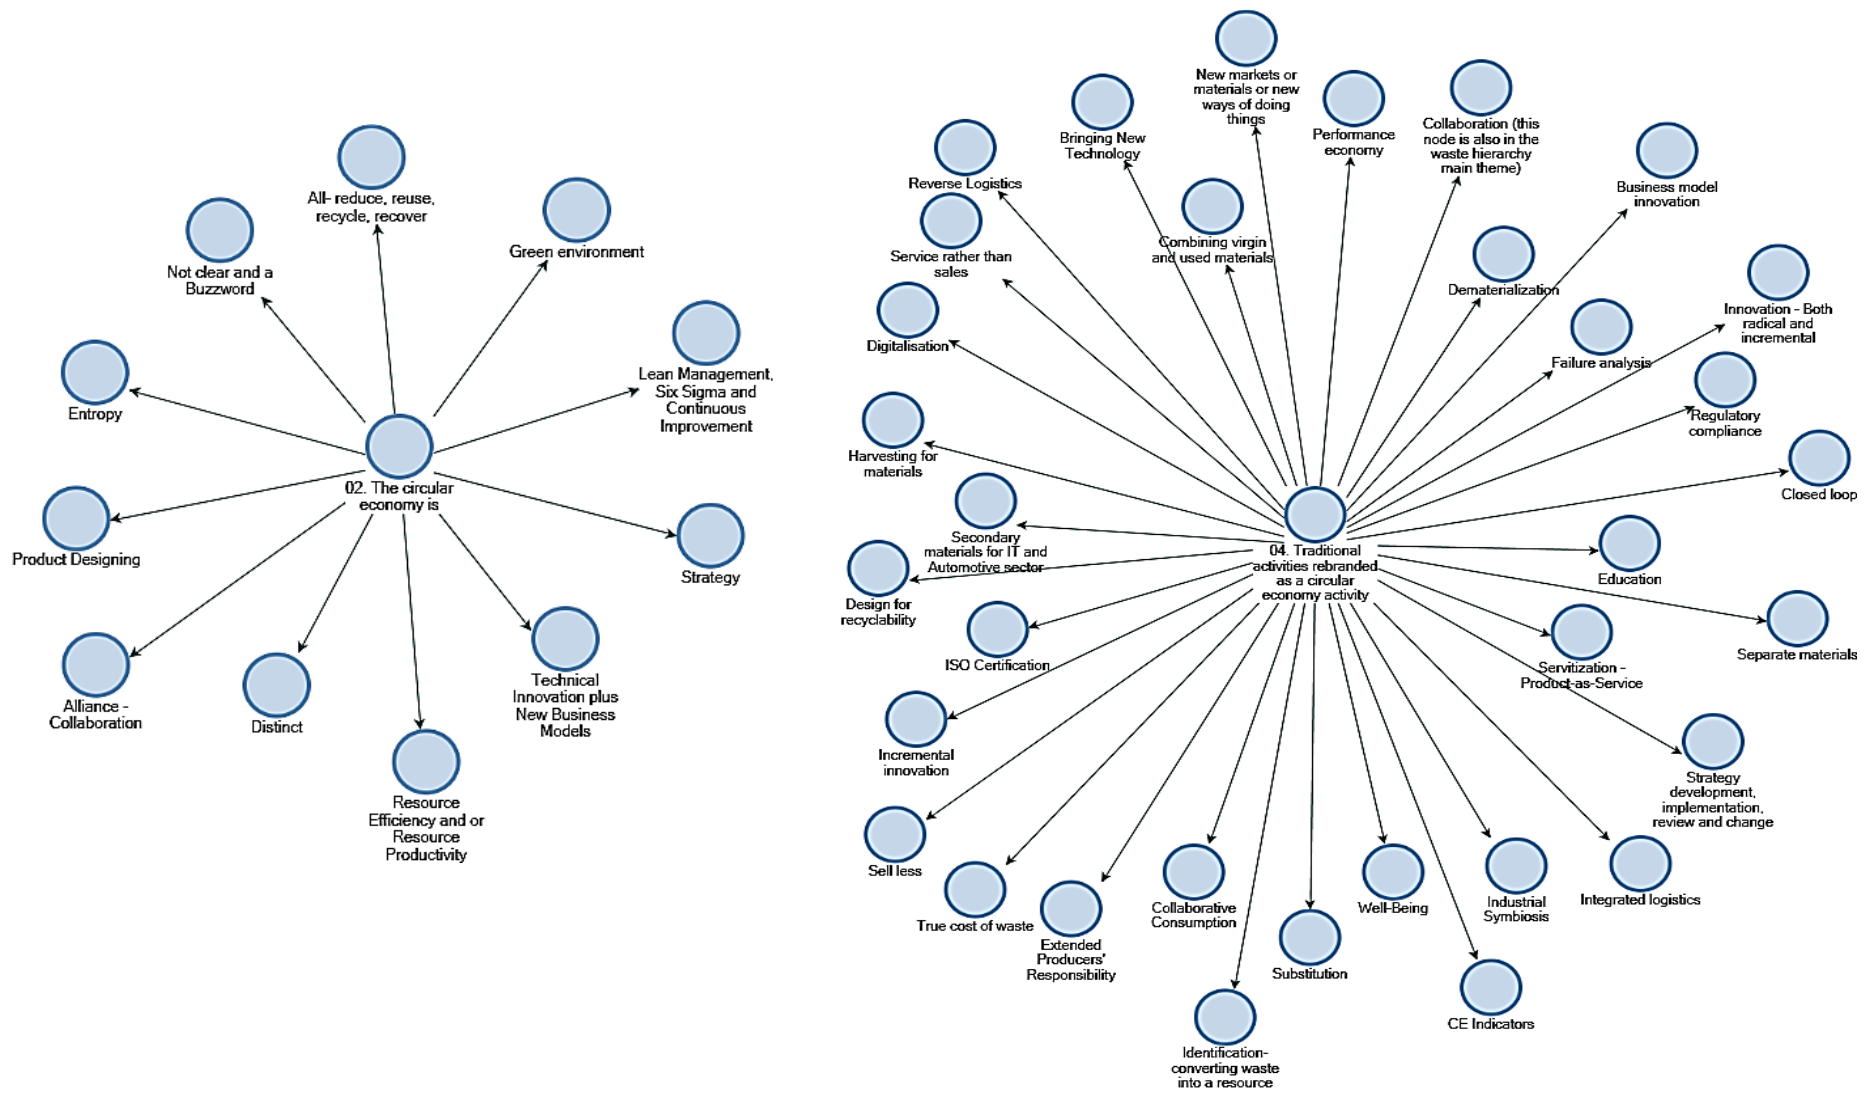 All- reduce, reuse,
recycle, recover
Green environment
Not clear and a
Buzzword
Lean Management,
Six Sigma and
Continuous
Improvement
Entropy
02. The circular
economy is
Product Designing
Strategy
Alliance -
Collaboration
Distinct
Technical
Innovation plus
New Business
Models
Resource
Efficiency and or
Resource
Productivity
New markets or
materials or new
ways of doing
things
Bringing New
Technology
Performance
economy
Collaboration (this
node is also in the
waste hierarchy
main theme)
Reverse Logistics
Business model
innovation
Service rather than
sales
Combining virgin
and used materials
Dematerialization
Innovation - Both
radical and
incremental
Digitalisation
Failure analysis
Regulatory
compliance
Harvesting for
materials
Closed loop
Secondary
materials for IT and
Automotive sector
04. Traditional
activities rebranded
as a circular
economy activity
Education
Design for
recyclability
ISO Certification
Servitization -
Product-as-Service
Separate materials
Incremental
innovation
Strategy
development,
implementation,
review and change
Sell less
True cost of waste
Extended
Producers'
Responsibility
Collaborative
Consumption
Well-Being
Industrial
Symbiosis
Integrated logistics
Substitution
CE Indicators
Identification-
converting waste
into a resource